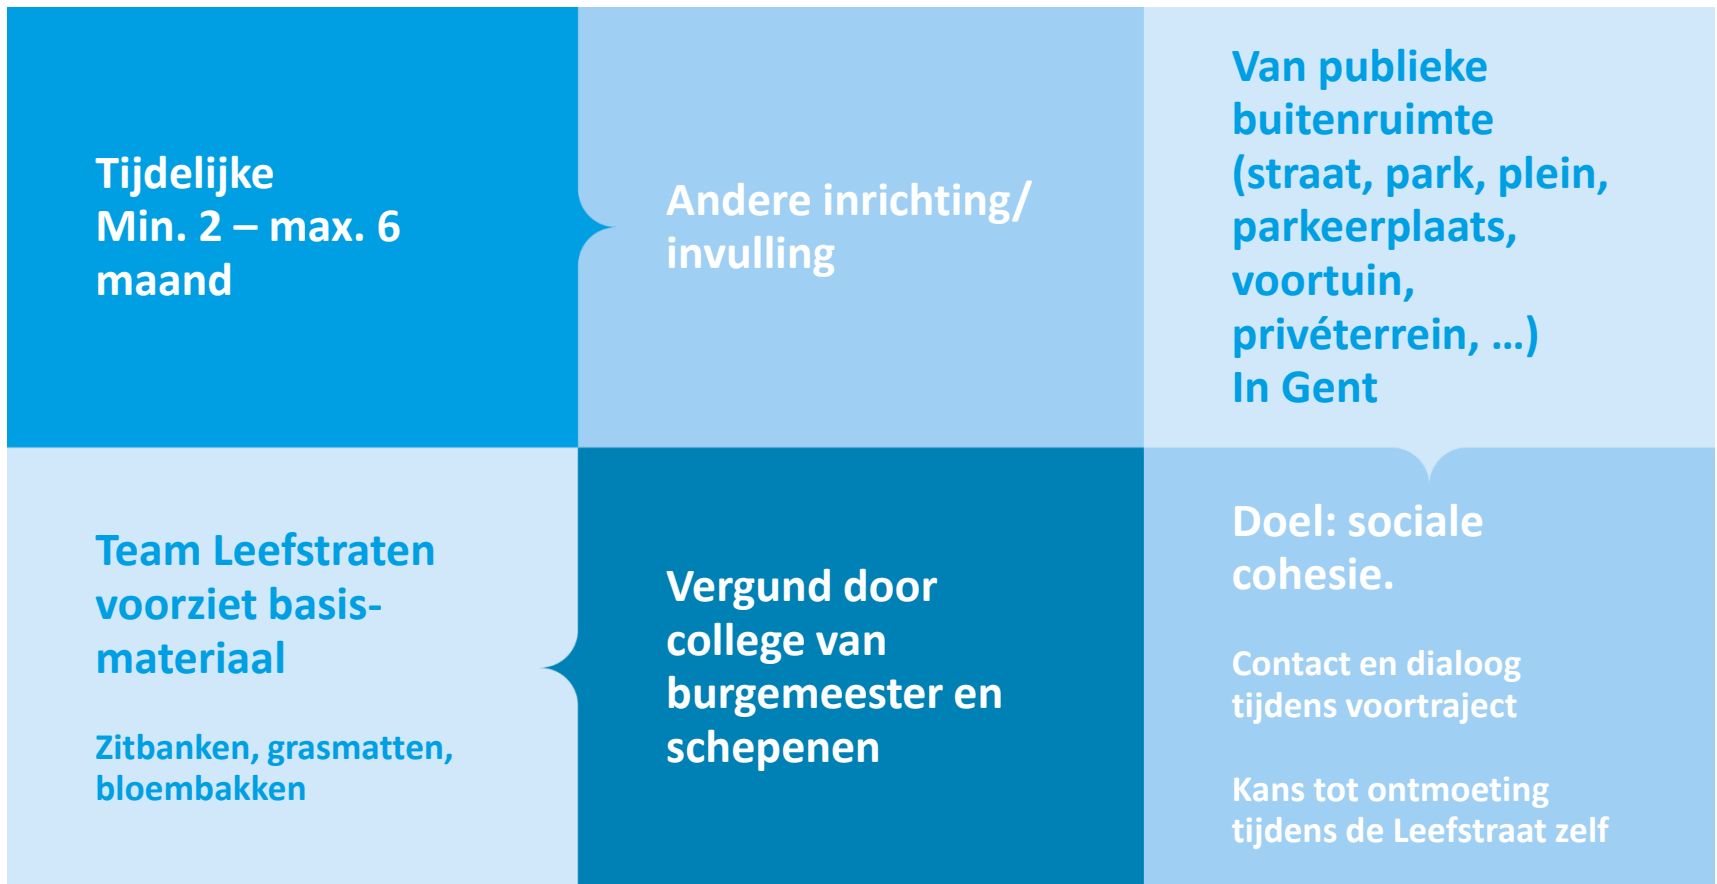 Tijdelijke
Min. 2 – max. 6
maand
Andere inrichting/
invulling
Van publieke
buitenruimte
(straat, park, plein,
parkeerplaats,
voortuin,
privéterrein, …)
In Gent
Team Leefstraten
voorziet basis-
materiaal
Zitbanken, grasmatten,
bloembakken
Vergund door
college van
burgemeester en
schepenen
Doel: sociale
cohesie.
Contact en dialoog
tijdens voortraject
Kans tot ontmoeting
tijdens de Leefstraat zelf